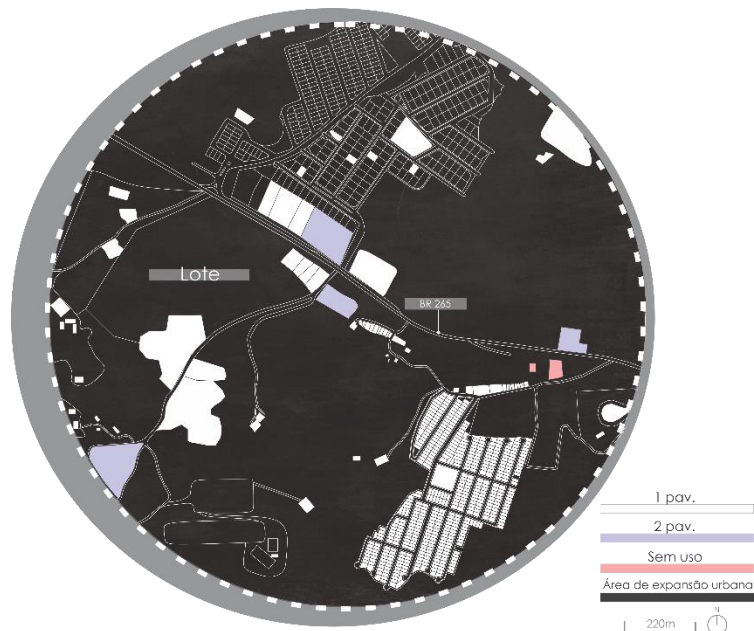 Lote
BR 265
1 pav.
2 pav.
Sem uso
Área de expansão urbana
N
220m